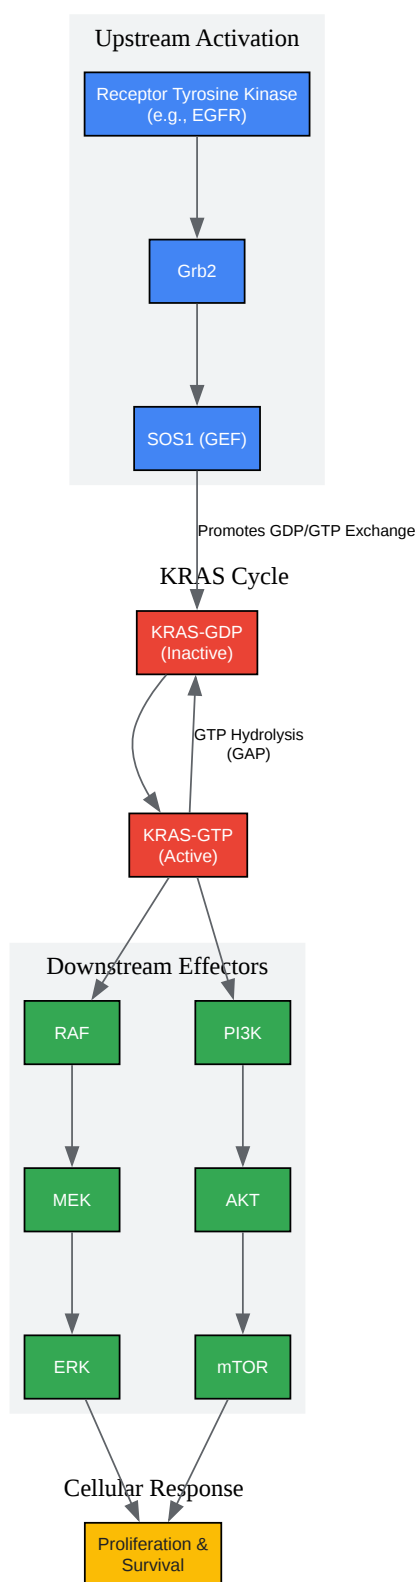 Upstream Activation
Receptor Tyrosine Kinase
(e.g., EGFR)
Grb2
SOS1 (GEF)
Promotes GDP/GTP Exchange
KRAS Cycle
KRAS-GDP
(Inactive)
GTP Hydrolysis
(GAP)
KRAS-GTP
(Active)
Downstream Effectors
RAF
PI3K
MEK
AKT
ERK
mTOR
Cellular Response
Proliferation &
Survival